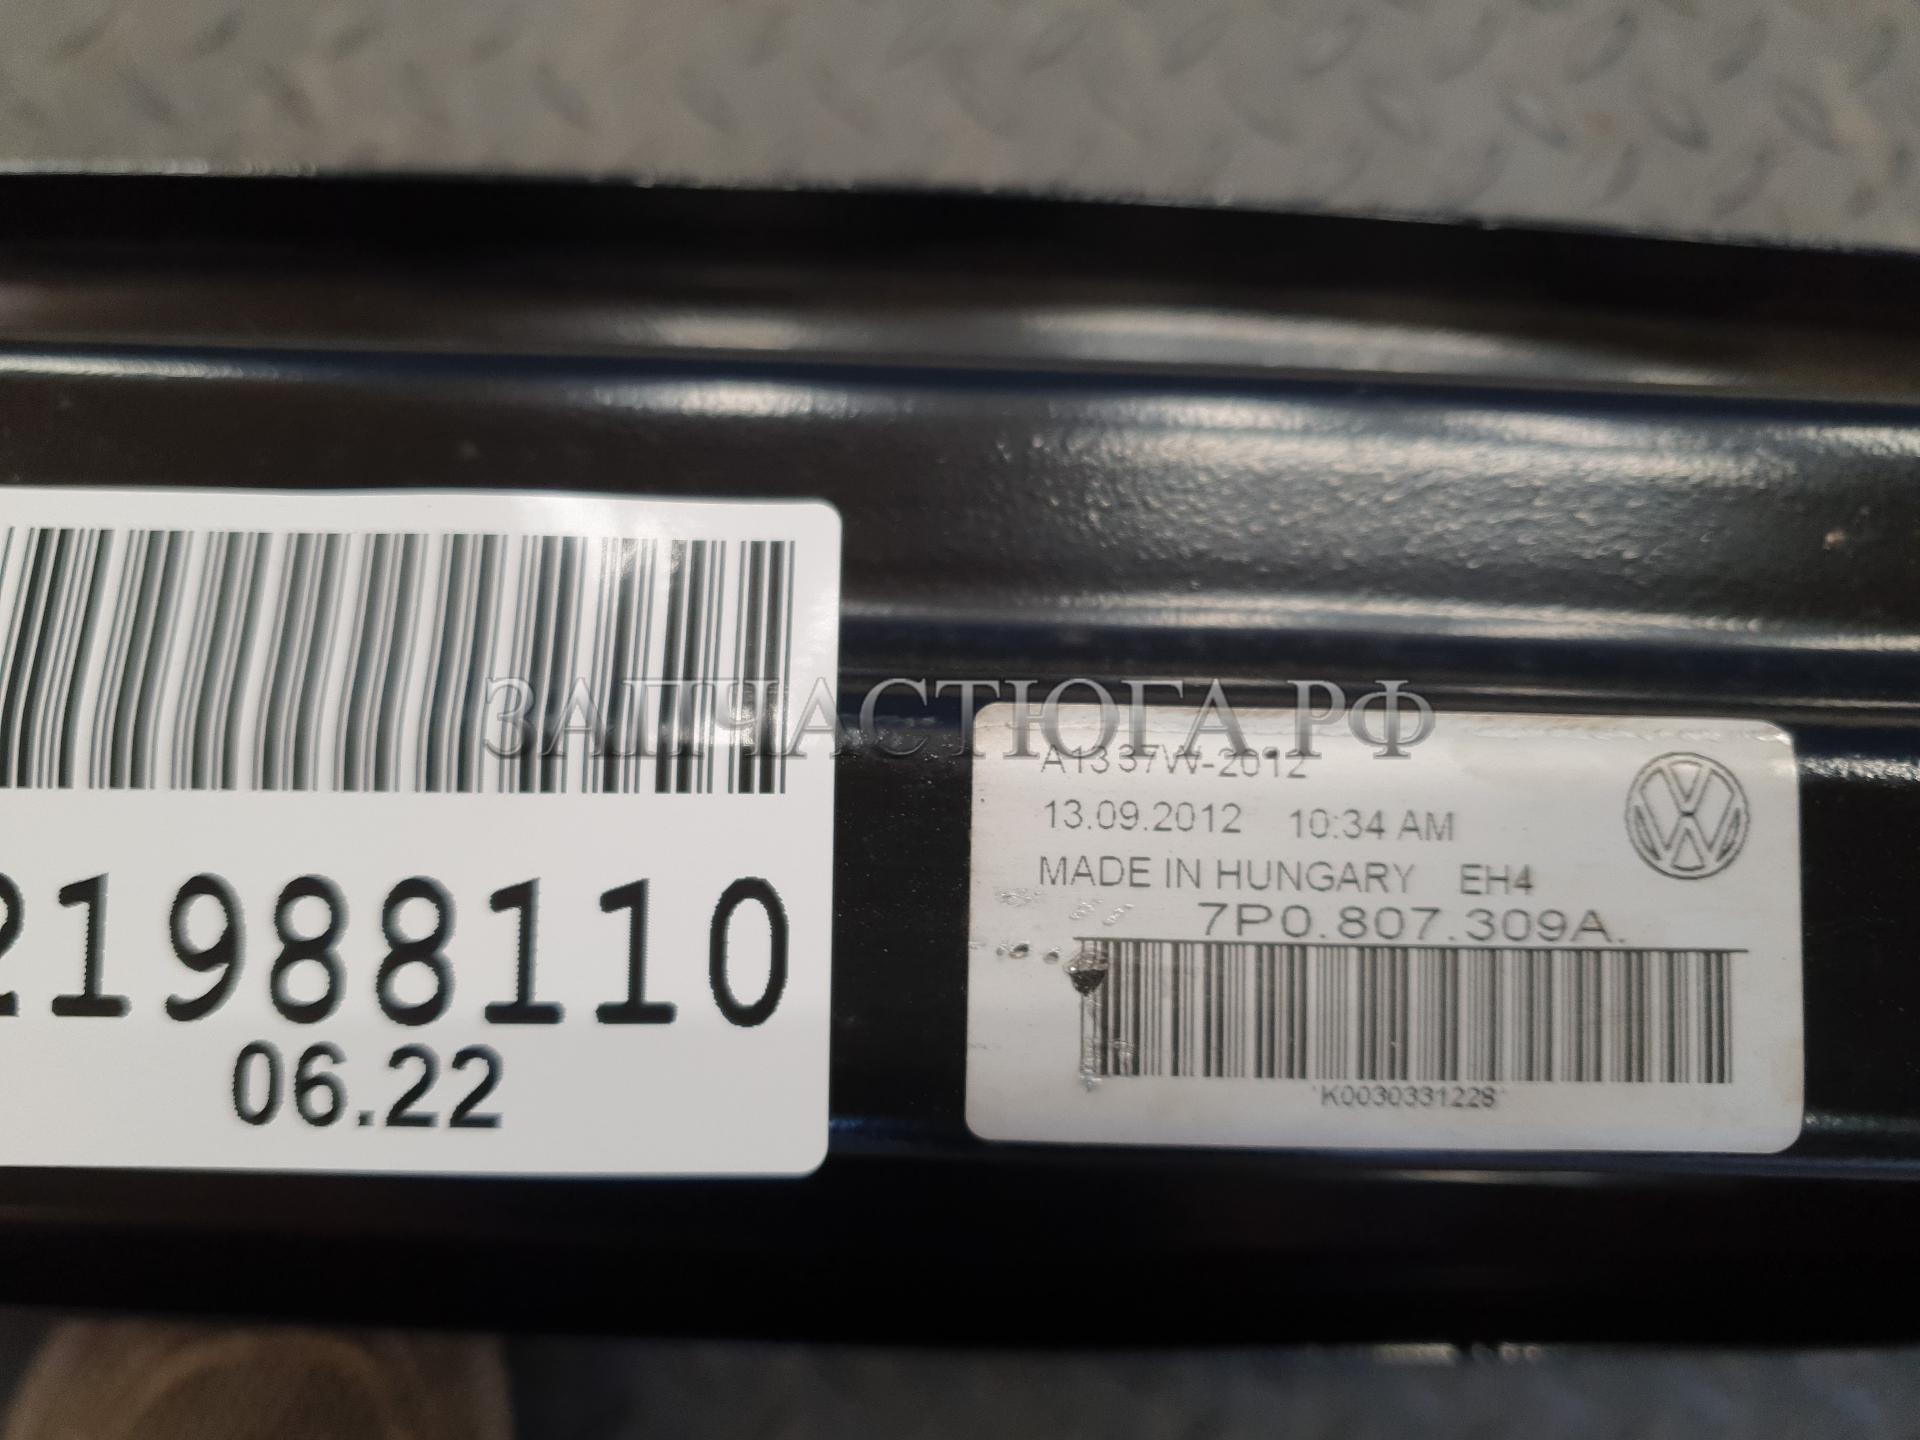 21988110
06.22
ЗАПЧАСТЮГА.РФ
A1337W-2012
13.09.2012 10:34 AM
MADE IN HUNGARY EH4
7P0.807.309A.
*K0030331228*